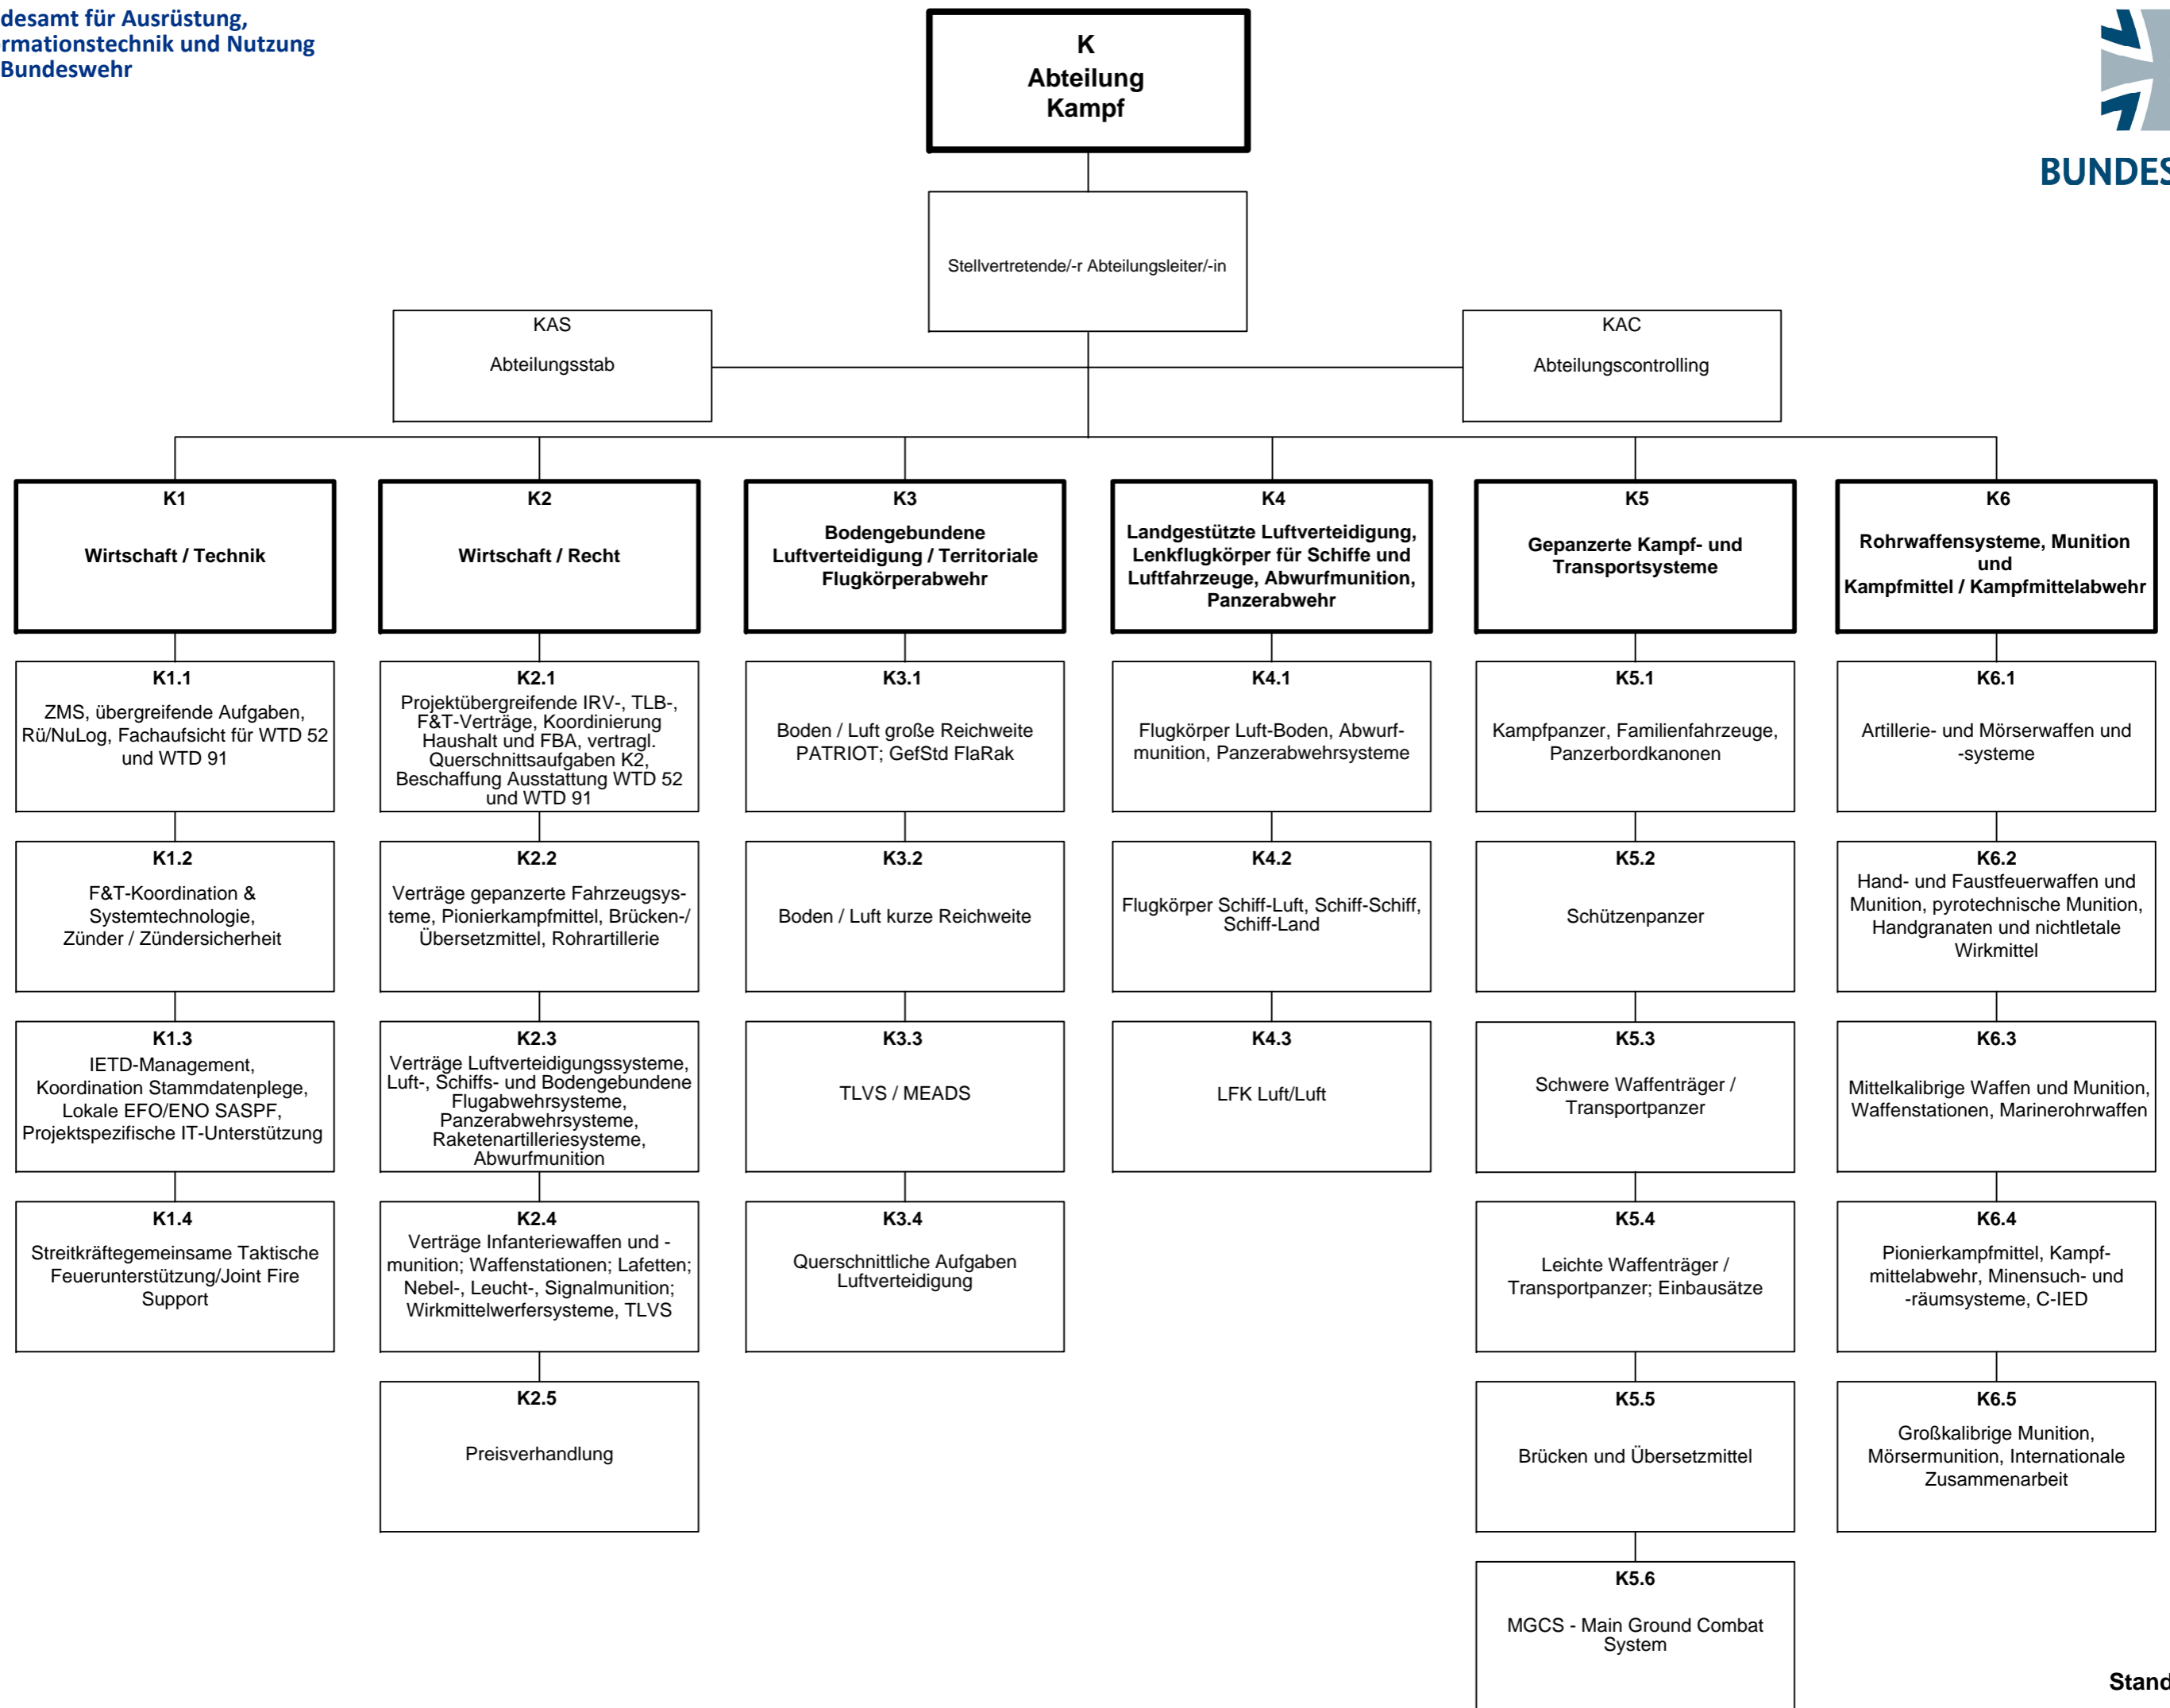 desamt für Ausrüstung,
rmationstechnik und Nutzung
Bundeswehr
K
Abteilung
Kampf
BUNDES
Stellvertretende/-r Abteilungsleiter/-in
KAS
Abteilungsstab
KAC
Abteilungscontrolling
K1
Wirtschaft / Technik
K2
Wirtschaft / Recht
K3
Bodengebundene
Luftverteidigung / Territoriale
Flugkörperabwehr
K4
Landgestützte Luftverteidigung,
Lenkflugkörper für Schiffe und
Luftfahrzeuge, Abwurfmunition,
Panzerabwehr
K5
Gepanzerte Kampf- und
Transportsysteme
K6
Rohrwaffensysteme, Munition
und
Kampfmittel / Kampfmittelabwehr
K1.1
ZMS, übergreifende Aufgaben,
Rü/NuLog, Fachaufsicht für WTD 52
und WTD 91
K2.1
Projektübergreifende IRV-, TLB-,
F&T-Verträge, Koordinierung
Haushalt und FBA, vertragl.
Querschnittsaufgaben K2,
Beschaffung Ausstattung WTD 52
und WTD 91
K3.1
Boden / Luft große Reichweite
PATRIOT; GefStd FlaRak
K4.1
Flugkörper Luft-Boden, Abwurf-
munition, Panzerabwehrsysteme
K5.1
Kampfpanzer, Familienfahrzeuge,
Panzerbordkanonen
K6.1
Artillerie- und Mörserwaffen und
-systeme
K1.2
F&T-Koordination &
Systemtechnologie,
Zünder / Zündersicherheit
K2.2
Verträge gepanzerte Fahrzeugsys-
teme, Pionierkampfmittel, Brücken-/
Übersetzmittel, Rohrartillerie
K3.2
Boden / Luft kurze Reichweite
K4.2
Flugkörper Schiff-Luft, Schiff-Schiff,
Schiff-Land
K5.2
Schützenpanzer
K6.2
Hand- und Faustfeuerwaffen und
Munition, pyrotechnische Munition,
Handgranaten und nichtletale
Wirkmittel
K1.3
IETD-Management,
Koordination Stammdatenplege,
Lokale EFO/ENO SASPF,
Projektspezifische IT-Unterstützung
K2.3
Verträge Luftverteidigungssysteme,
Luft-, Schiffs- und Bodengebundene
Flugabwehrsysteme,
Panzerabwehrsysteme,
Raketenartilleriesysteme,
Abwurfmunition
K3.3
TLVS / MEADS
K4.3
LFK Luft/Luft
K5.3
Schwere Waffenträger /
Transportpanzer
K6.3
Mittelkalibrige Waffen und Munition,
Waffenstationen, Marinerohrwaffen
K1.4
Streitkräftegemeinsame Taktische
Feuerunterstützung/Joint Fire
Support
K2.4
Verträge Infanteriewaffen und -
munition; Waffenstationen; Lafetten;
Nebel-, Leucht-, Signalmunition;
Wirkmittelwerfersysteme, TLVS
K3.4
Querschnittliche Aufgaben
Luftverteidigung
K5.4
Leichte Waffenträger /
Transportpanzer; Einbausätze
K6.4
Pionierkampfmittel, Kampf-
mittelabwehr, Minensuch- und
-räumsysteme, C-IED
K2.5
Preisverhandlung
K5.5
Brücken und Übersetzmittel
K6.5
Großkalibrige Munition,
Mörsermunition, Internationale
Zusammenarbeit
K5.6
MGCS - Main Ground Combat
System
Stand